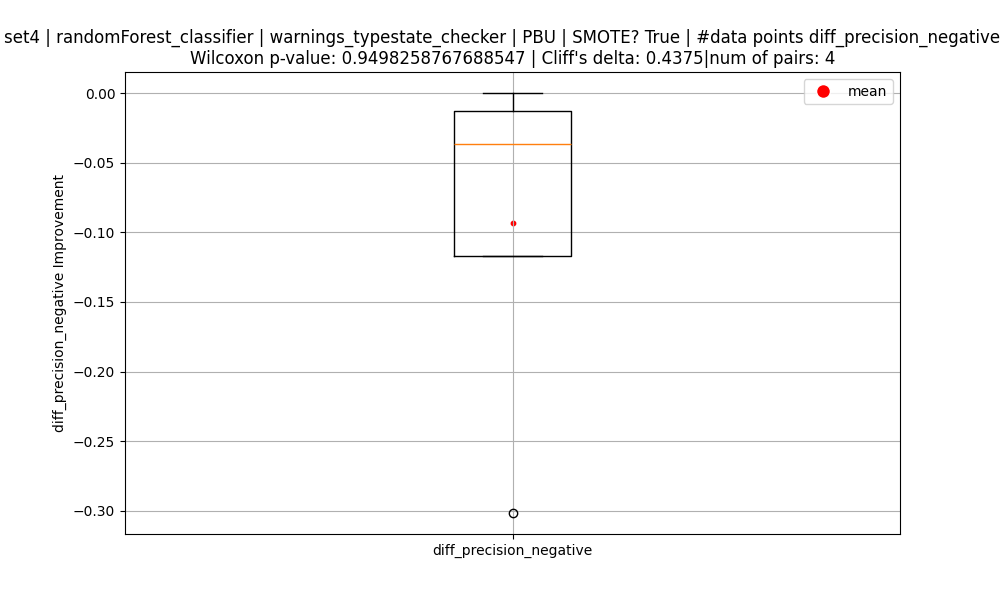 set4 | randomForest_classifier | warnings_typestate_checker | PBU | SMOTE? True | #data points diff_precision_negative
Wilcoxon p-value: 0.9498258767688547 | Cliff's delta: 0.4375|num of pairs: 4
mean
0.00
−0.05
−0.10
−0.15
−0.20
−0.25
−0.30
diff_precision_negative Improvement
diff_precision_negative